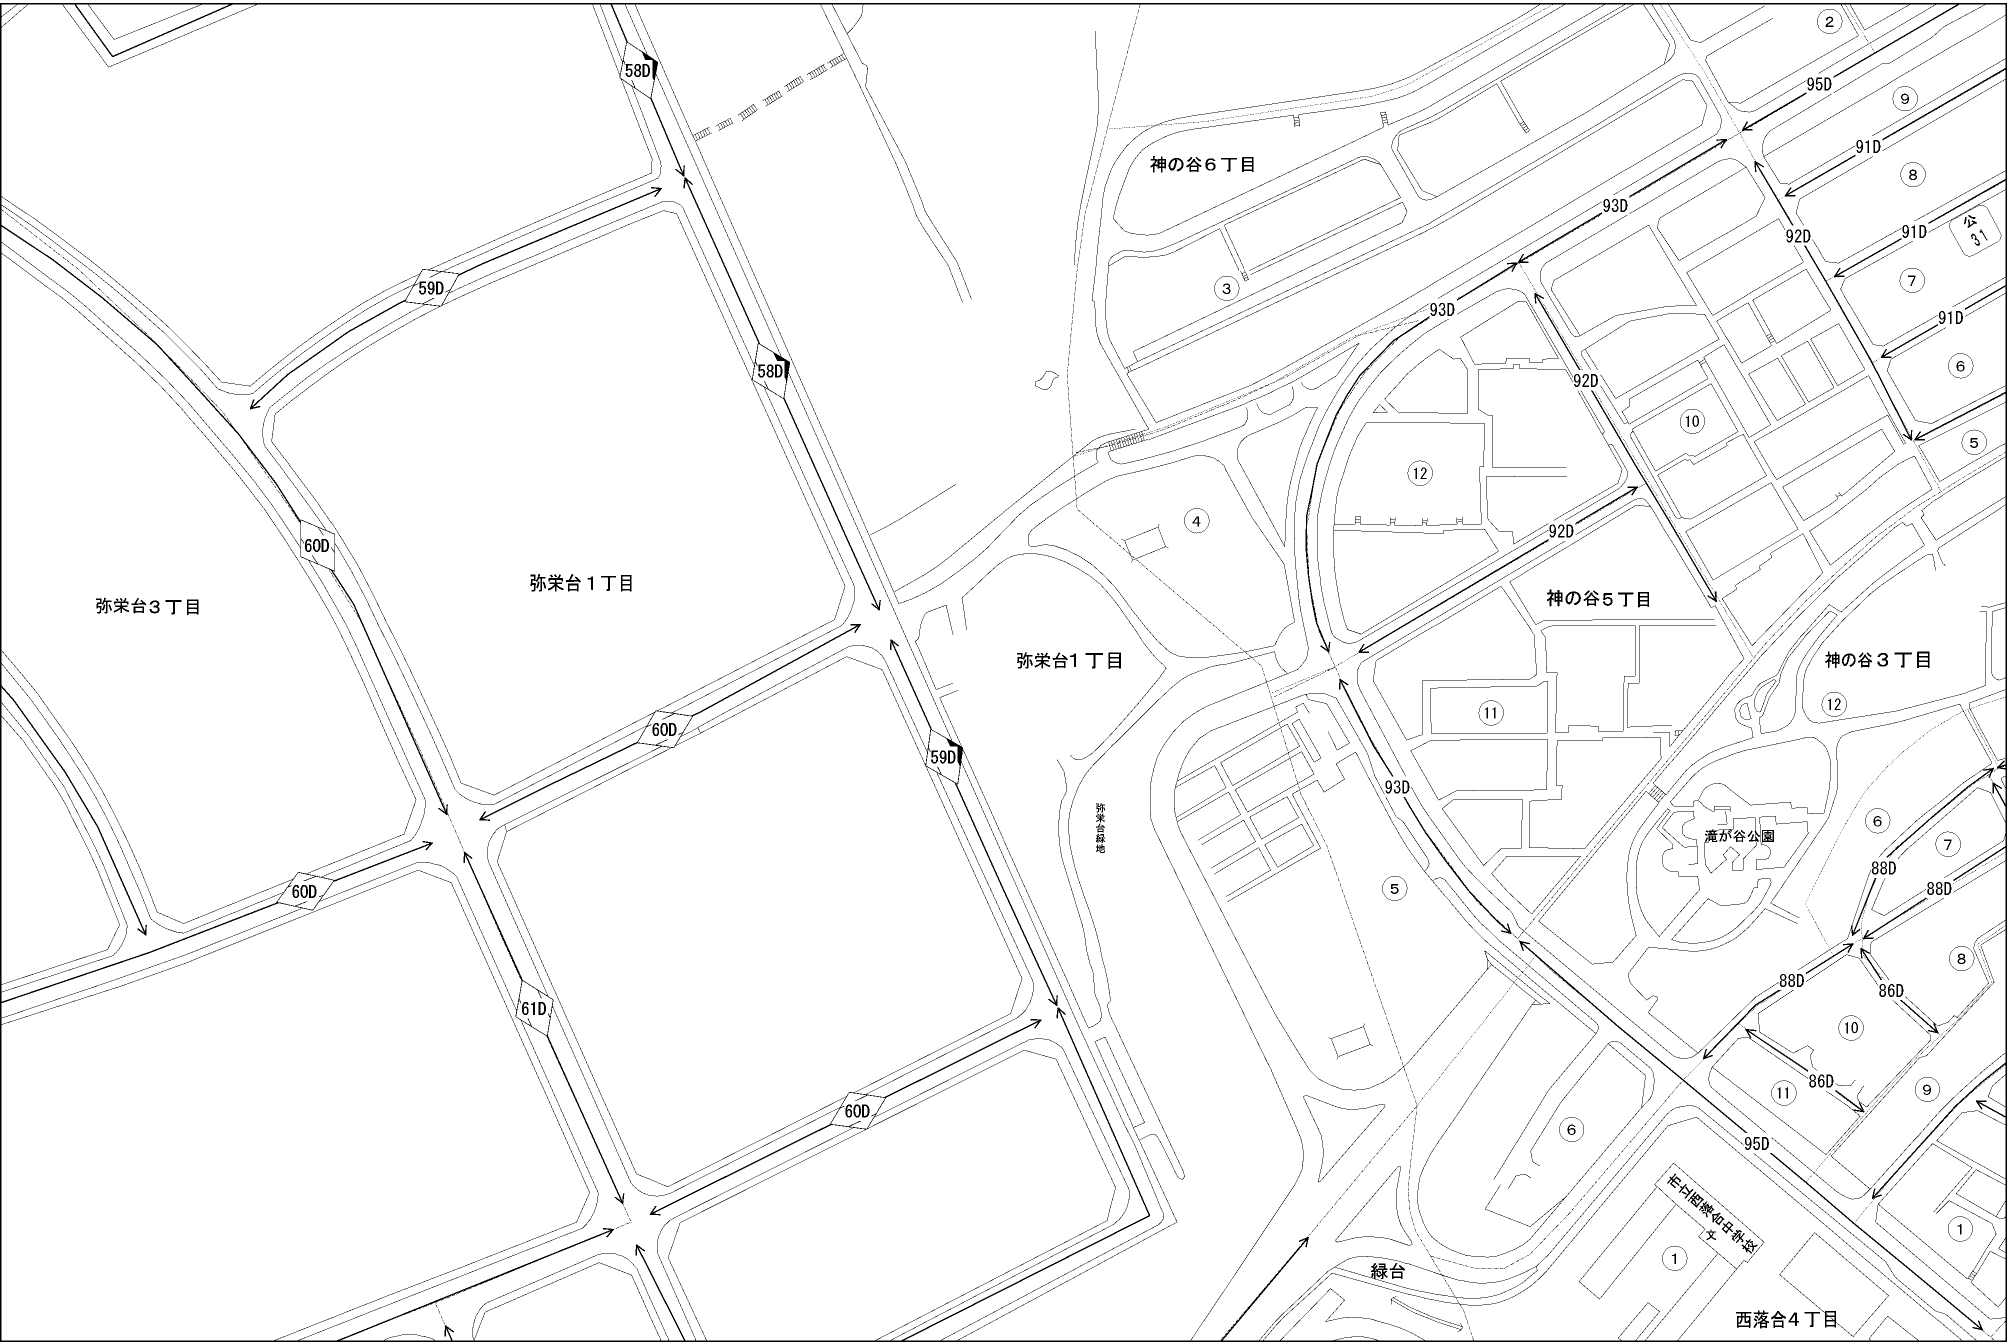 58D
②
95D
⑨
91D
神の谷６丁目
⑧
93D
公
31
91D
92D
⑦
59D
③
93D
91D
58D
⑥
92D
⑩
⑤
⑫
④
92D
60D
弥栄台１丁目
神の谷５丁目
弥栄台３丁目
弥栄台１丁目
神の谷３丁目
⑫
⑪
60D
59D
93D
弥栄台緑地
⑥
滝が谷公園
⑦
88D
⑤
88D
60D
⑧
88D
86D
61D
⑩
86D
⑨
⑪
60D
⑥
95D
市立西落合中学校
①
①
緑台
西落合４丁目